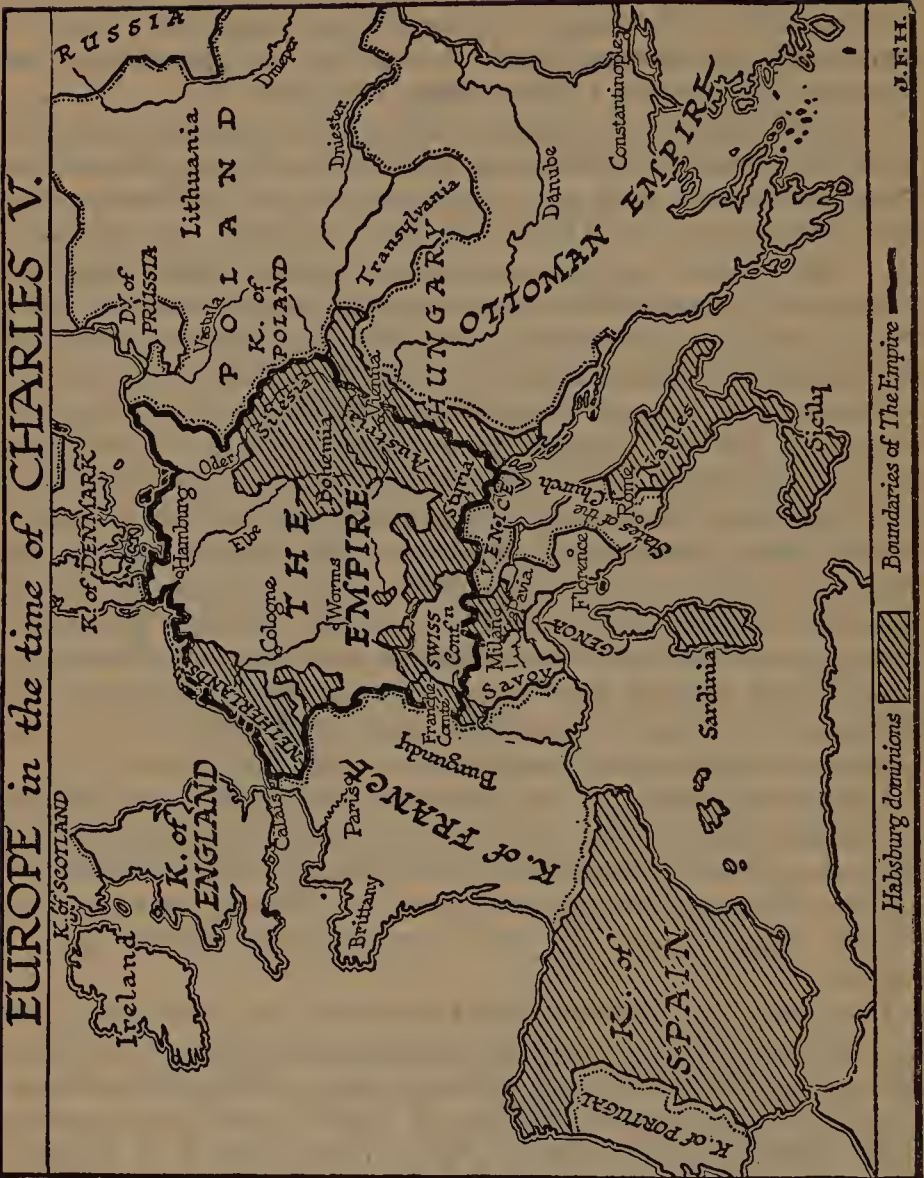 EUROPE in the time of CHARLES V.
K. of SCOTLAND
Ireland
K. of
ENGLAND
K. of DENMARK
RUSSIA
Dnieper
Lithuania
Dy. of
PRUSSIA
Vistula
POLAND
K. of
POLAND
Hamburg
Oder
Elbe
NETHERLANDS
Calais
Cologne
THE
EMPIRE
Worms
Silesia
Bohemia
Dniester
Transylvania
Paris
Brittany
K. of FRANCE
Burgundy
Franche
Comté
SWISS
Conf'n
Austria
Vienna
Styria
HUNGARY
Danube
OTTOMAN EMPIRE
Constantinople
Savoy
Milan
Pavia
VENICE
GENOA
Florence
States of the Church
Rome
Naples
Sicily
Sardinia
K. of
SPAIN
K. of PORTUGAL
Habsburg dominions
Boundaries of The Empire
J.F.H.